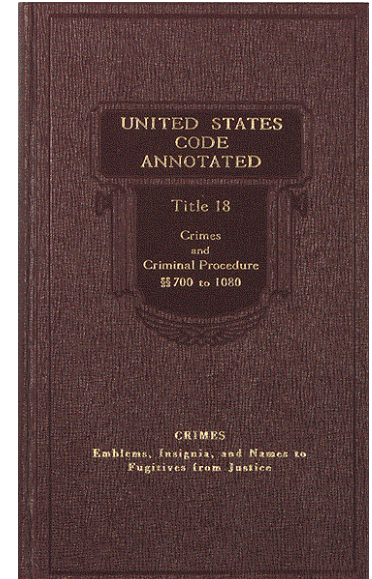 UNITED STATES
CODE
ANNOTATED
Title 18
Crimes
and
Criminal Procedure
§§ 700 to 1080
CRIMES
Emblems, Insignia, and Names to
Fugitives from Justice